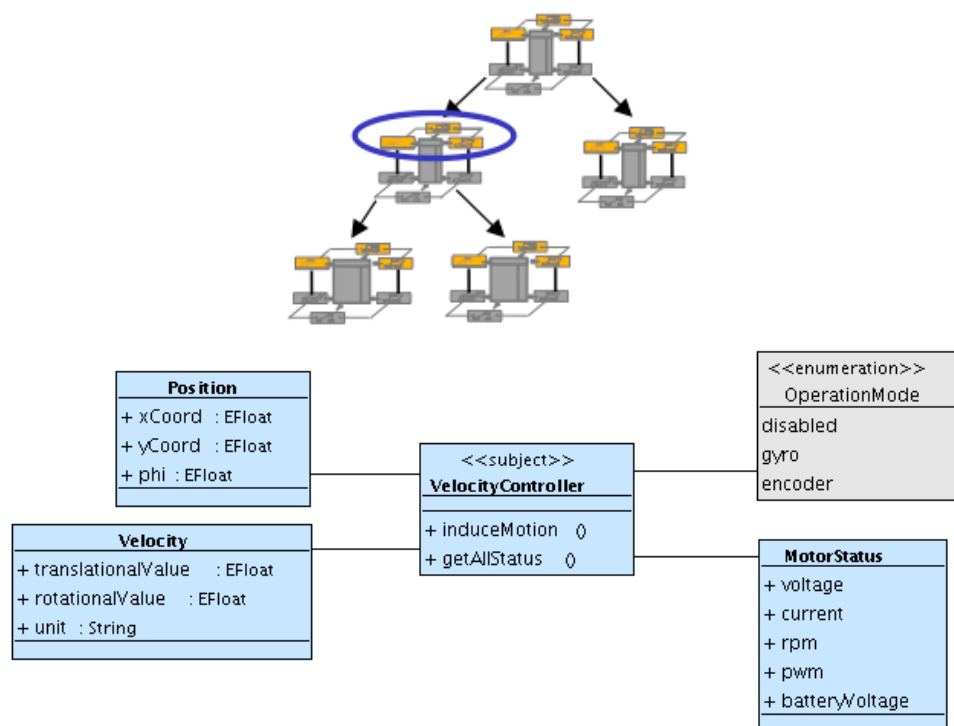 Position
+ xCoord : EFloat
+ yCoord : EFloat
+ phi : EFloat
Velocity
+ translationalValue : EFloat
+ rotationalValue : EFloat
+ unit : String
<<subject>>
VelocityController
+ induceMotion ()
+ getAllStatus ()
<<enumeration>>
OperationMode
disabled
gyro
encoder
MotorStatus
+ voltage
+ current
+ rpm
+ pwm
+ batteryVoltage